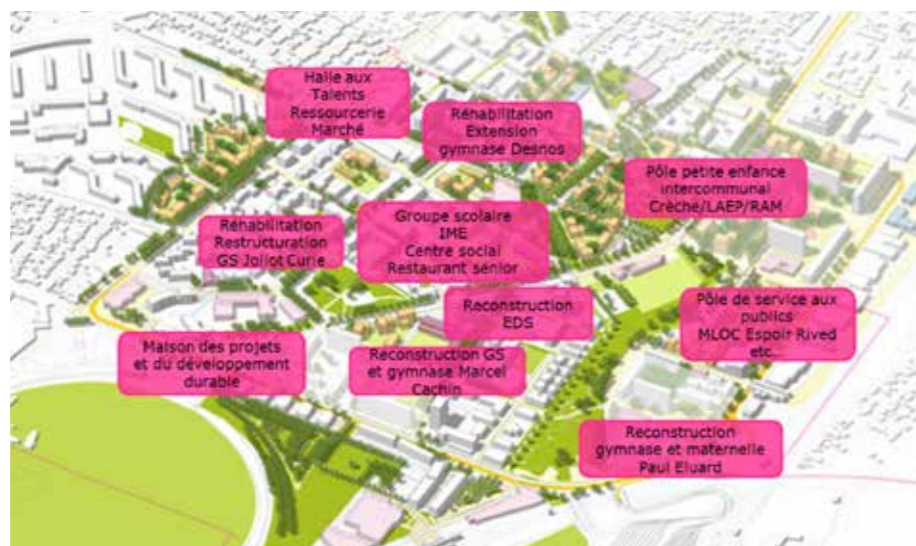 Halle aux
Talents
Ressourcerie
Marché
Réhabilitation
Extension
gymnase Desnos
Pôle petite enfance
intercommunal
Crèche/LAEP/RAM
Réhabilitation
Restructuration
GS Joliot Curie
Groupe scolaire
IME
Centre social
Restaurant sénior
Reconstruction
EDS
Pôle de service aux
publics
MLOC Espoir Rived
etc...
Maison des projets
et du développement
durable
Reconstruction GS
et gymnase Marcel
Cachin
Reconstruction
gymnase et maternelle
Paul Eluard